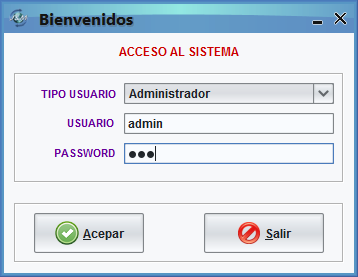 Bienvenidos
ACCESO AL SISTEMA
TIPO USUARIO Administrador
USUARIO admin
PASSWORD ●●●
Acepar Salir